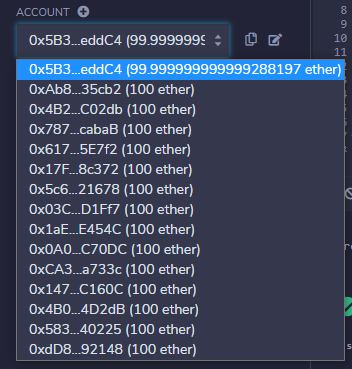 ACCOUNT
0x5B3...eddC4 (99.9999999
0x5B3...eddC4 (99.999999999999288197 ether)
0xAb8...35cb2 (100 ether)
0x4B2...C02db (100 ether)
0x787...cabaB (100 ether)
0x617...5E7f2 (100 ether)
0x17F...8c372 (100 ether)
0x5c6...21678 (100 ether)
0x03C...D1Ff7 (100 ether)
0x1aE...E454C (100 ether)
0x0A0...C70DC (100 ether)
0xCA3...a733c (100 ether)
0x147...C160C (100 ether)
0x4B0...4D2dB (100 ether)
0x583...40225 (100 ether)
0xdD8...92148 (100 ether)
8
9
10
11